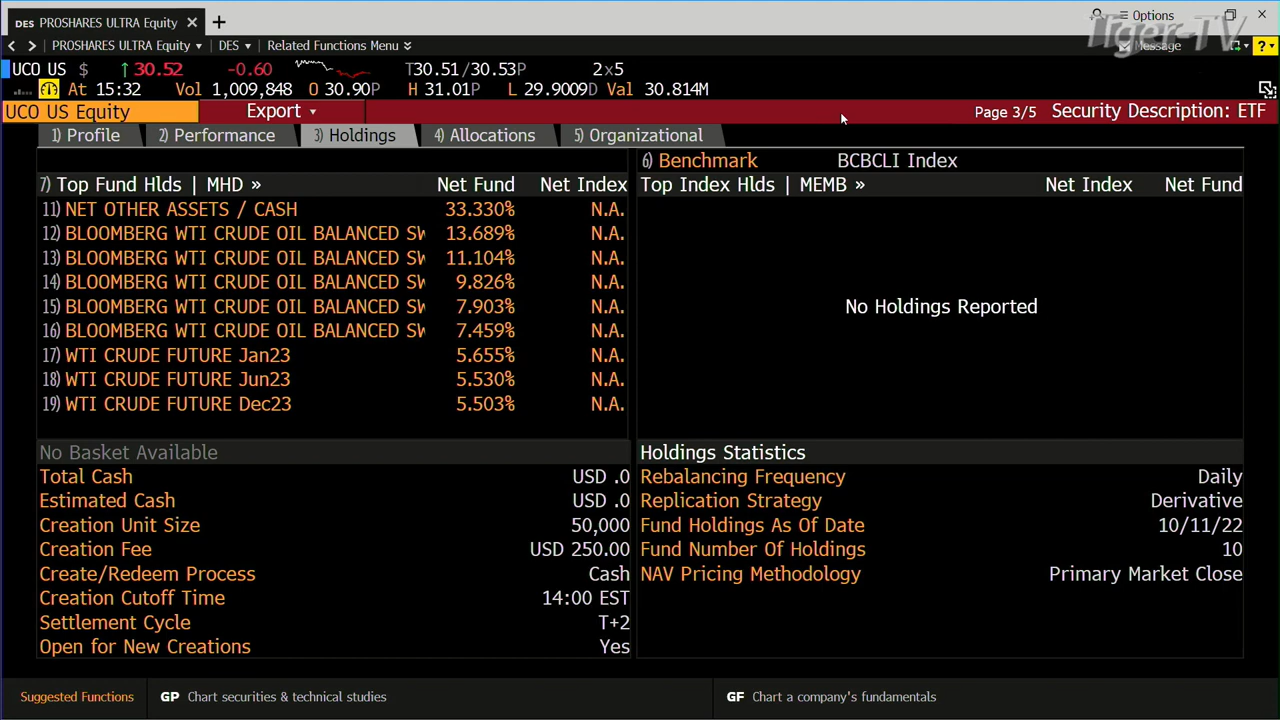 DES PROSHARES ULTRA Equity
Options
Tiger-TV
PROSHARES ULTRA Equity DES Related Functions Menu
Message
UCO US $ ↑30.52 -0.60 T30.51/30.53P 2x5
At 15:32 Vol 1,009,848 O 30.90P H 31.01P L 29.9009D Val 30.814M
UCO US Equity Export Page 3/5 Security Description: ETF
1) Profile 2) Performance 3) Holdings 4) Allocations 5) Organizational
6) Benchmark BCBCLI Index
7) Top Fund Hlds | MHD » Net Fund Net Index
Top Index Hlds | MEMB » Net Index Net Fund
11) NET OTHER ASSETS / CASH 33.330% N.A.
12) BLOOMBERG WTI CRUDE OIL BALANCED SW 13.689% N.A.
13) BLOOMBERG WTI CRUDE OIL BALANCED SW 11.104% N.A.
14) BLOOMBERG WTI CRUDE OIL BALANCED SW 9.826% N.A.
15) BLOOMBERG WTI CRUDE OIL BALANCED SW 7.903% N.A.
16) BLOOMBERG WTI CRUDE OIL BALANCED SW 7.459% N.A.
17) WTI CRUDE FUTURE Jan23 5.655% N.A.
18) WTI CRUDE FUTURE Jun23 5.530% N.A.
19) WTI CRUDE FUTURE Dec23 5.503% N.A.
No Holdings Reported
No Basket Available
Total Cash USD .0
Estimated Cash USD .0
Creation Unit Size 50,000
Creation Fee USD 250.00
Create/Redeem Process Cash
Creation Cutoff Time 14:00 EST
Settlement Cycle T+2
Open for New Creations Yes
Holdings Statistics
Rebalancing Frequency Daily
Replication Strategy Derivative
Fund Holdings As Of Date 10/11/22
Fund Number Of Holdings 10
NAV Pricing Methodology Primary Market Close
Suggested Functions GP Chart securities & technical studies GF Chart a company's fundamentals